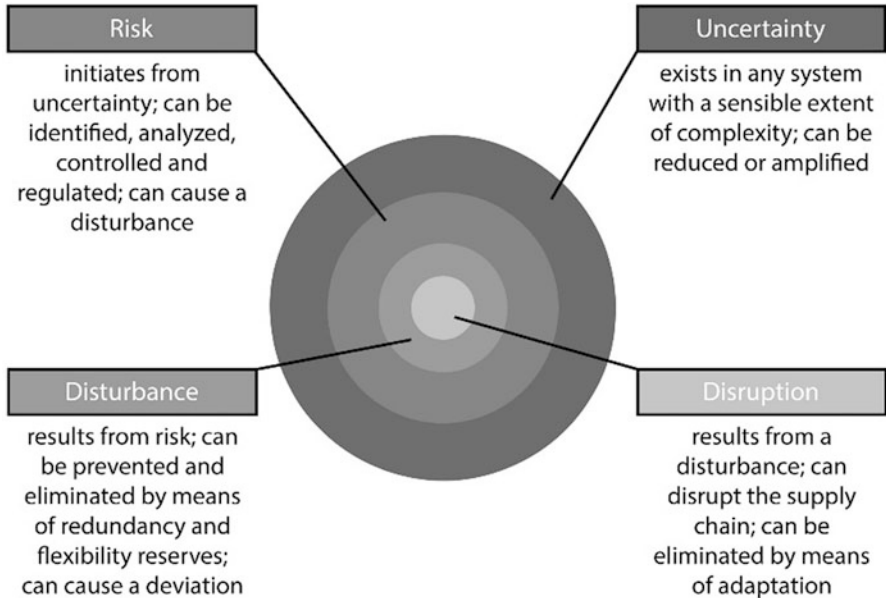 Risk
initiates from
uncertainty; can be
identified, analyzed,
controlled and
regulated; can cause a
disturbance
Uncertainty
exists in any system
with a sensible extent
of complexity; can be
reduced or amplified
Disturbance
results from risk; can
be prevented and
eliminated by means
of redundancy and
flexibility reserves;
can cause a deviation
Disruption
results from a
disturbance; can
disrupt the supply
chain; can be
eliminated by means
of adaptation